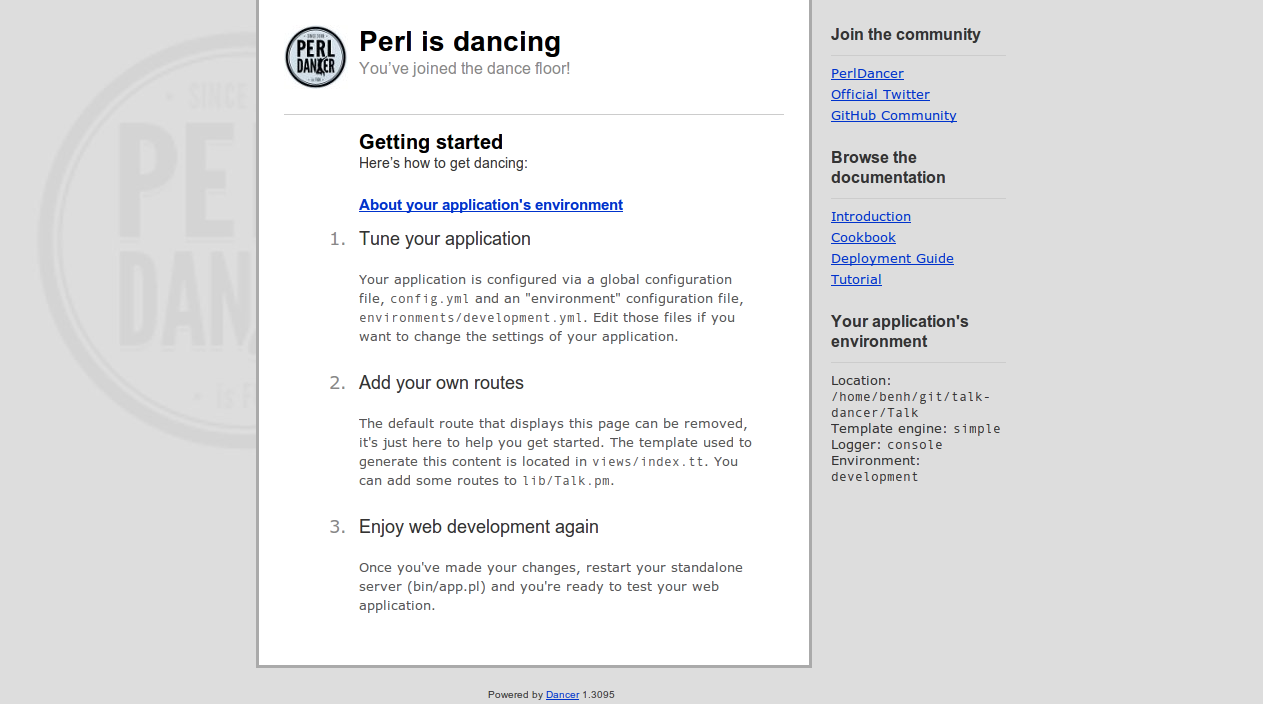 • SINCE
PE
DAN
• is F
SINCE 2009
PERL
DANCER
Perl is dancing
You've joined the dance floor!
Getting started
Here's how to get dancing:
About your application's environment
1. Tune your application
Your application is configured via a global configuration
file, config.yml and an "environment" configuration file,
environments/development.yml. Edit those files if you
want to change the settings of your application.
2. Add your own routes
The default route that displays this page can be removed,
it's just here to help you get started. The template used to
generate this content is located in views/index.tt. You
can add some routes to lib/Talk.pm.
3. Enjoy web development again
Once you've made your changes, restart your standalone
server (bin/app.pl) and you're ready to test your web
application.
Join the community
PerlDancer
Official Twitter
GitHub Community
Browse the
documentation
Introduction
Cookbook
Deployment Guide
Tutorial
Your application's
environment
Location:
/home/benh/git/talk-
dancer/Talk
Template engine: simple
Logger: console
Environment:
development
Powered by Dancer 1.3095